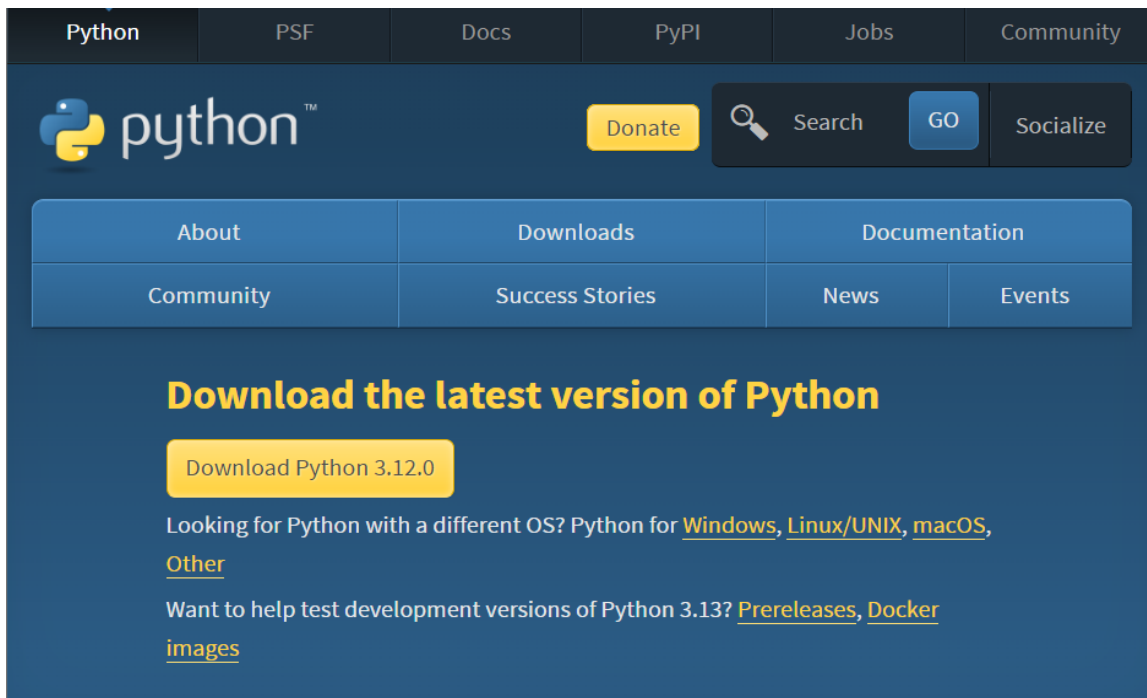 Python PSF Docs PyPI Jobs Community
python™ Donate Search GO Socialize
About Downloads Documentation
Community Success Stories News Events
Download the latest version of Python
Download Python 3.12.0
Looking for Python with a different OS? Python for Windows, Linux/UNIX, macOS,
Other
Want to help test development versions of Python 3.13? Prereleases, Docker
images